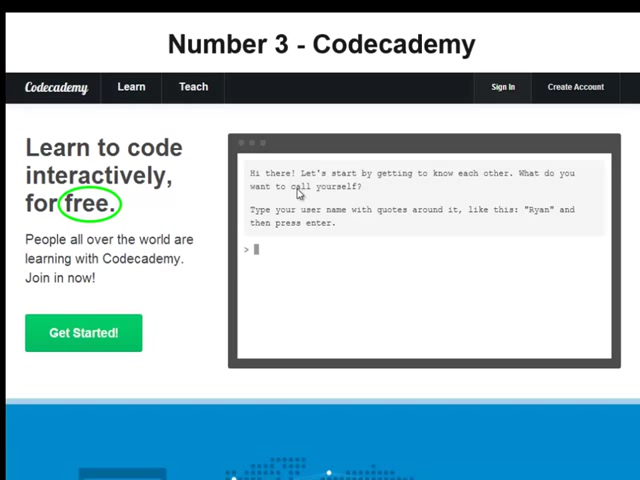 Number 3 - Codecademy
Codecademy
Learn
Teach
Sign In
Create Account
Learn to code
interactively,
for free.
People all over the world are
learning with Codecademy.
Join in now!
Get Started!
Hi there! Let's start by getting to know each other. What do you
want to call yourself?
Type your user name with quotes around it, like this: "Ryan" and
then press enter.
>